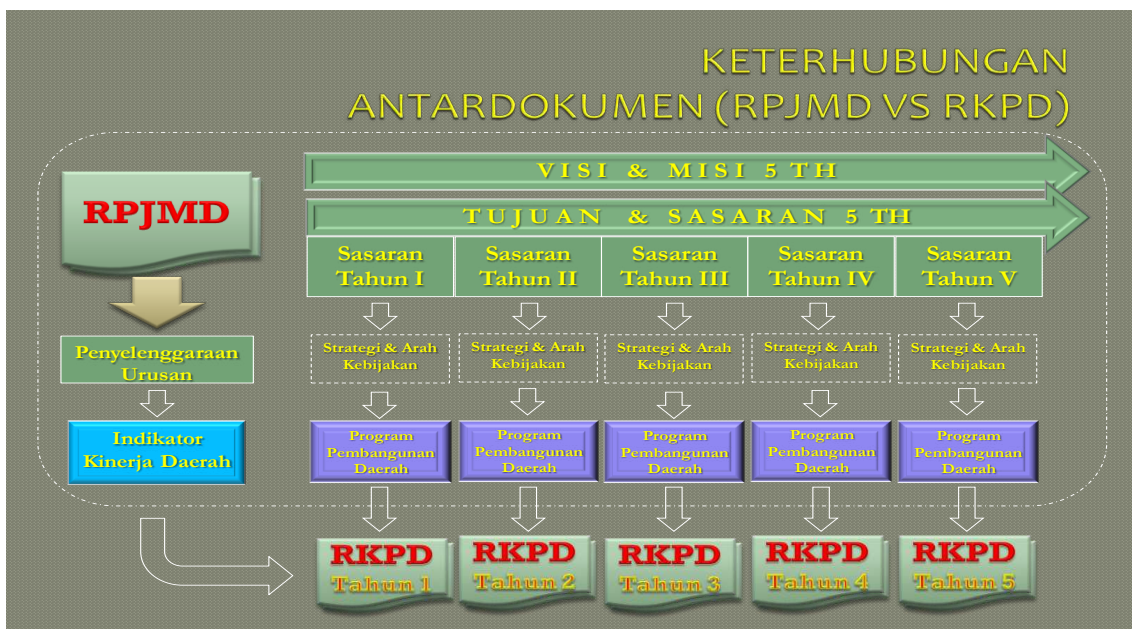 KETERHUBUNGAN
ANTARDOKUMEN (RPJMD VS RKPD)
RPJMD
VISI & MISI 5 TH
TUJUAN & SASARAN 5 TH
Sasaran
Tahun I
Sasaran
Tahun II
Sasaran
Tahun III
Sasaran
Tahun IV
Sasaran
Tahun V
Penyelenggaraan
Urusan
Strategi & Arah
Kebijakan
Strategi & Arah
Kebijakan
Strategi & Arah
Kebijakan
Strategi & Arah
Kebijakan
Strategi & Arah
Kebijakan
Indikator
Kinerja Daerah
Program
Pembangunan
Daerah
Program
Pembangunan
Daerah
Program
Pembangunan
Daerah
Program
Pembangunan
Daerah
Program
Pembangunan
Daerah
RKPD
Tahun 1
RKPD
Tahun 2
RKPD
Tahun 3
RKPD
Tahun 4
RKPD
Tahun 5